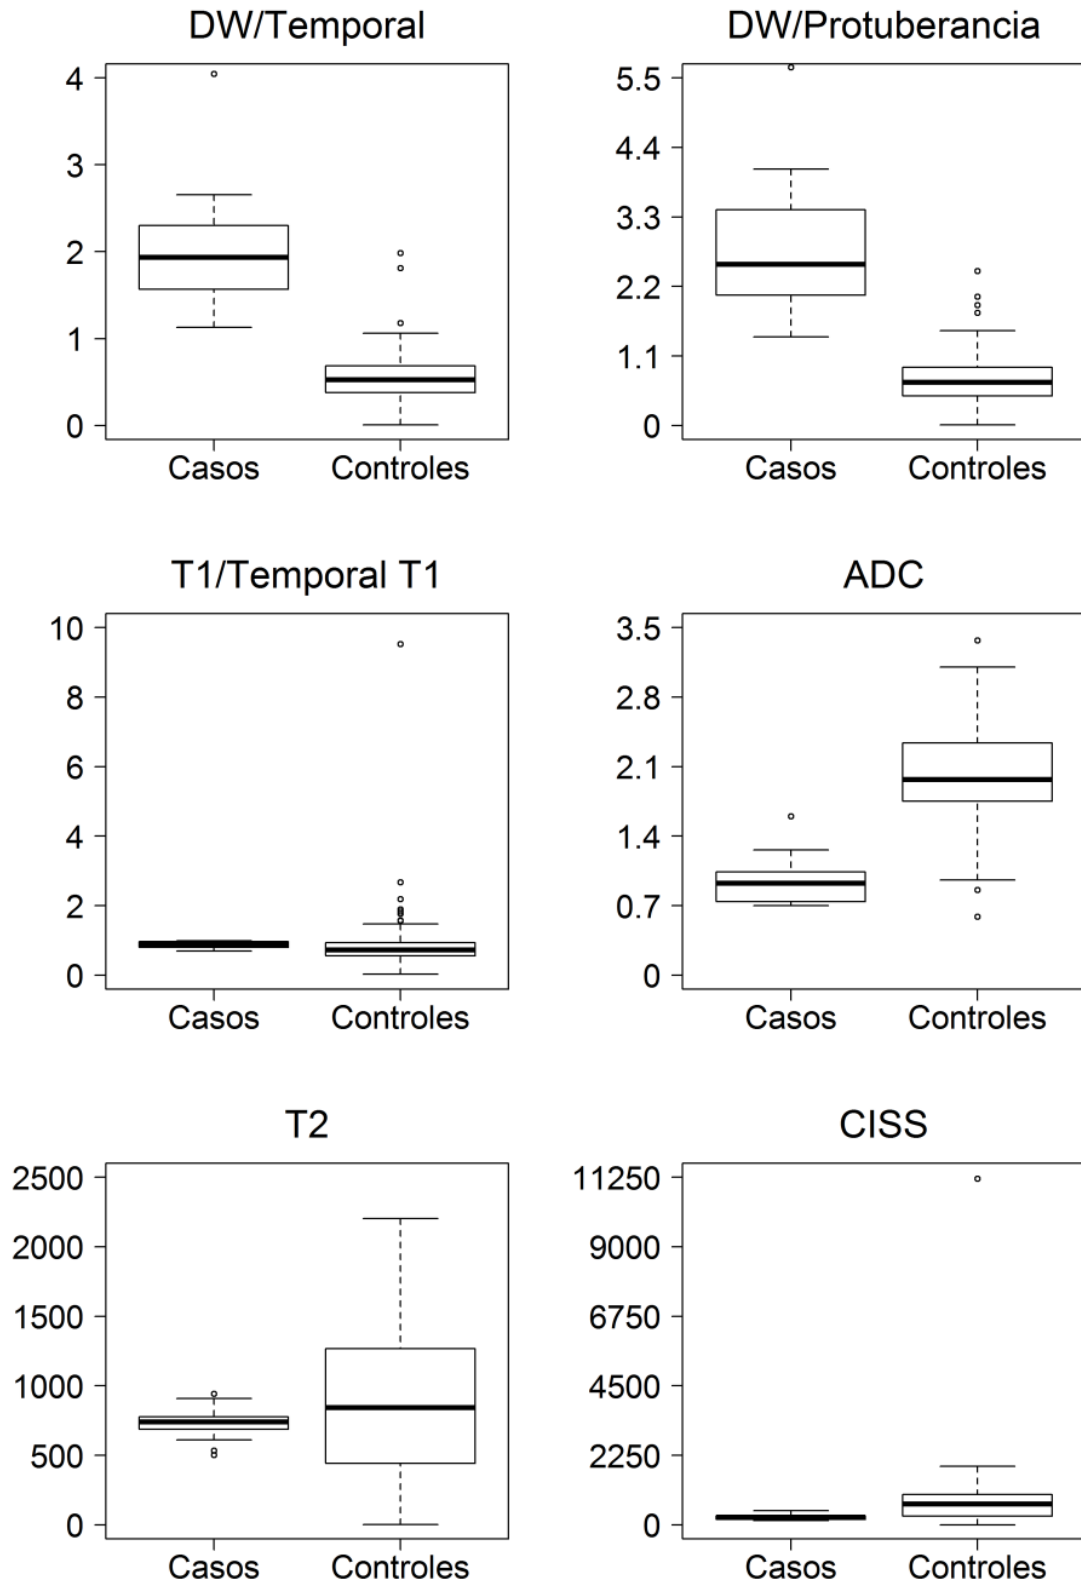 DW/Temporal
4
3
2
1
0
Casos Controles
DW/Protuberancia
5.5
4.4
3.3
2.2
1.1
0
Casos Controles
T1/Temporal T1
10
8
6
4
2
0
Casos Controles
ADC
3.5
2.8
2.1
1.4
0.7
0
Casos Controles
T2
2500
2000
1500
1000
500
0
Casos Controles
CISS
11250
9000
6750
4500
2250
0
Casos Controles